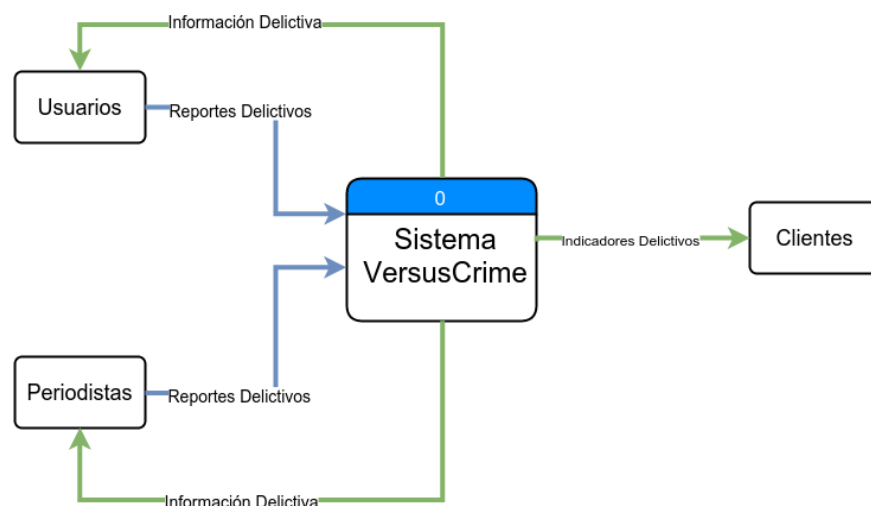 Información Delictiva
Usuarios
Reportes Delictivos
0
Sistema
VersusCrime
Indicadores Delictivos
Clientes
Periodistas
Reportes Delictivos
Información Delictiva